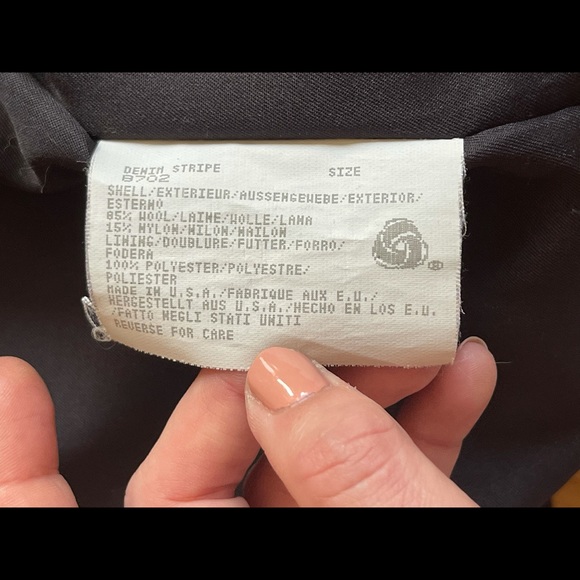 DENIM STRIPE SIZE
8702
SHELL/EXTERIEUR/AUSSENGEWEBE/EXTERIOR/
ESTERNO
85% WOOL/LAINE/WOLLE/LANA
15% NYLON/NILON/NAILON
LINING/DOUBLURE/FUTTER/FORRO/
FODERA
100% POLYESTER/POLYESTRE/
POLIESTER
MADE IN U.S.A./FABRIQUE AUX E.U./
HERGESTELLT AUS U.S.A./HECHO EN LOS E.U.
/FATTO NEGLI STATI UNITI
REVERSE FOR CARE
®